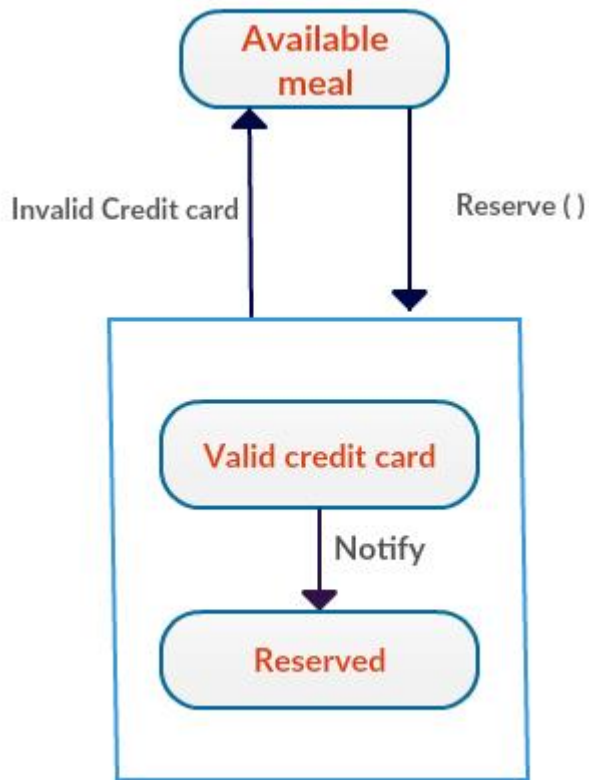 Available
meal
Invalid Credit card
Reserve ( )
Valid credit card
Notify
Reserved